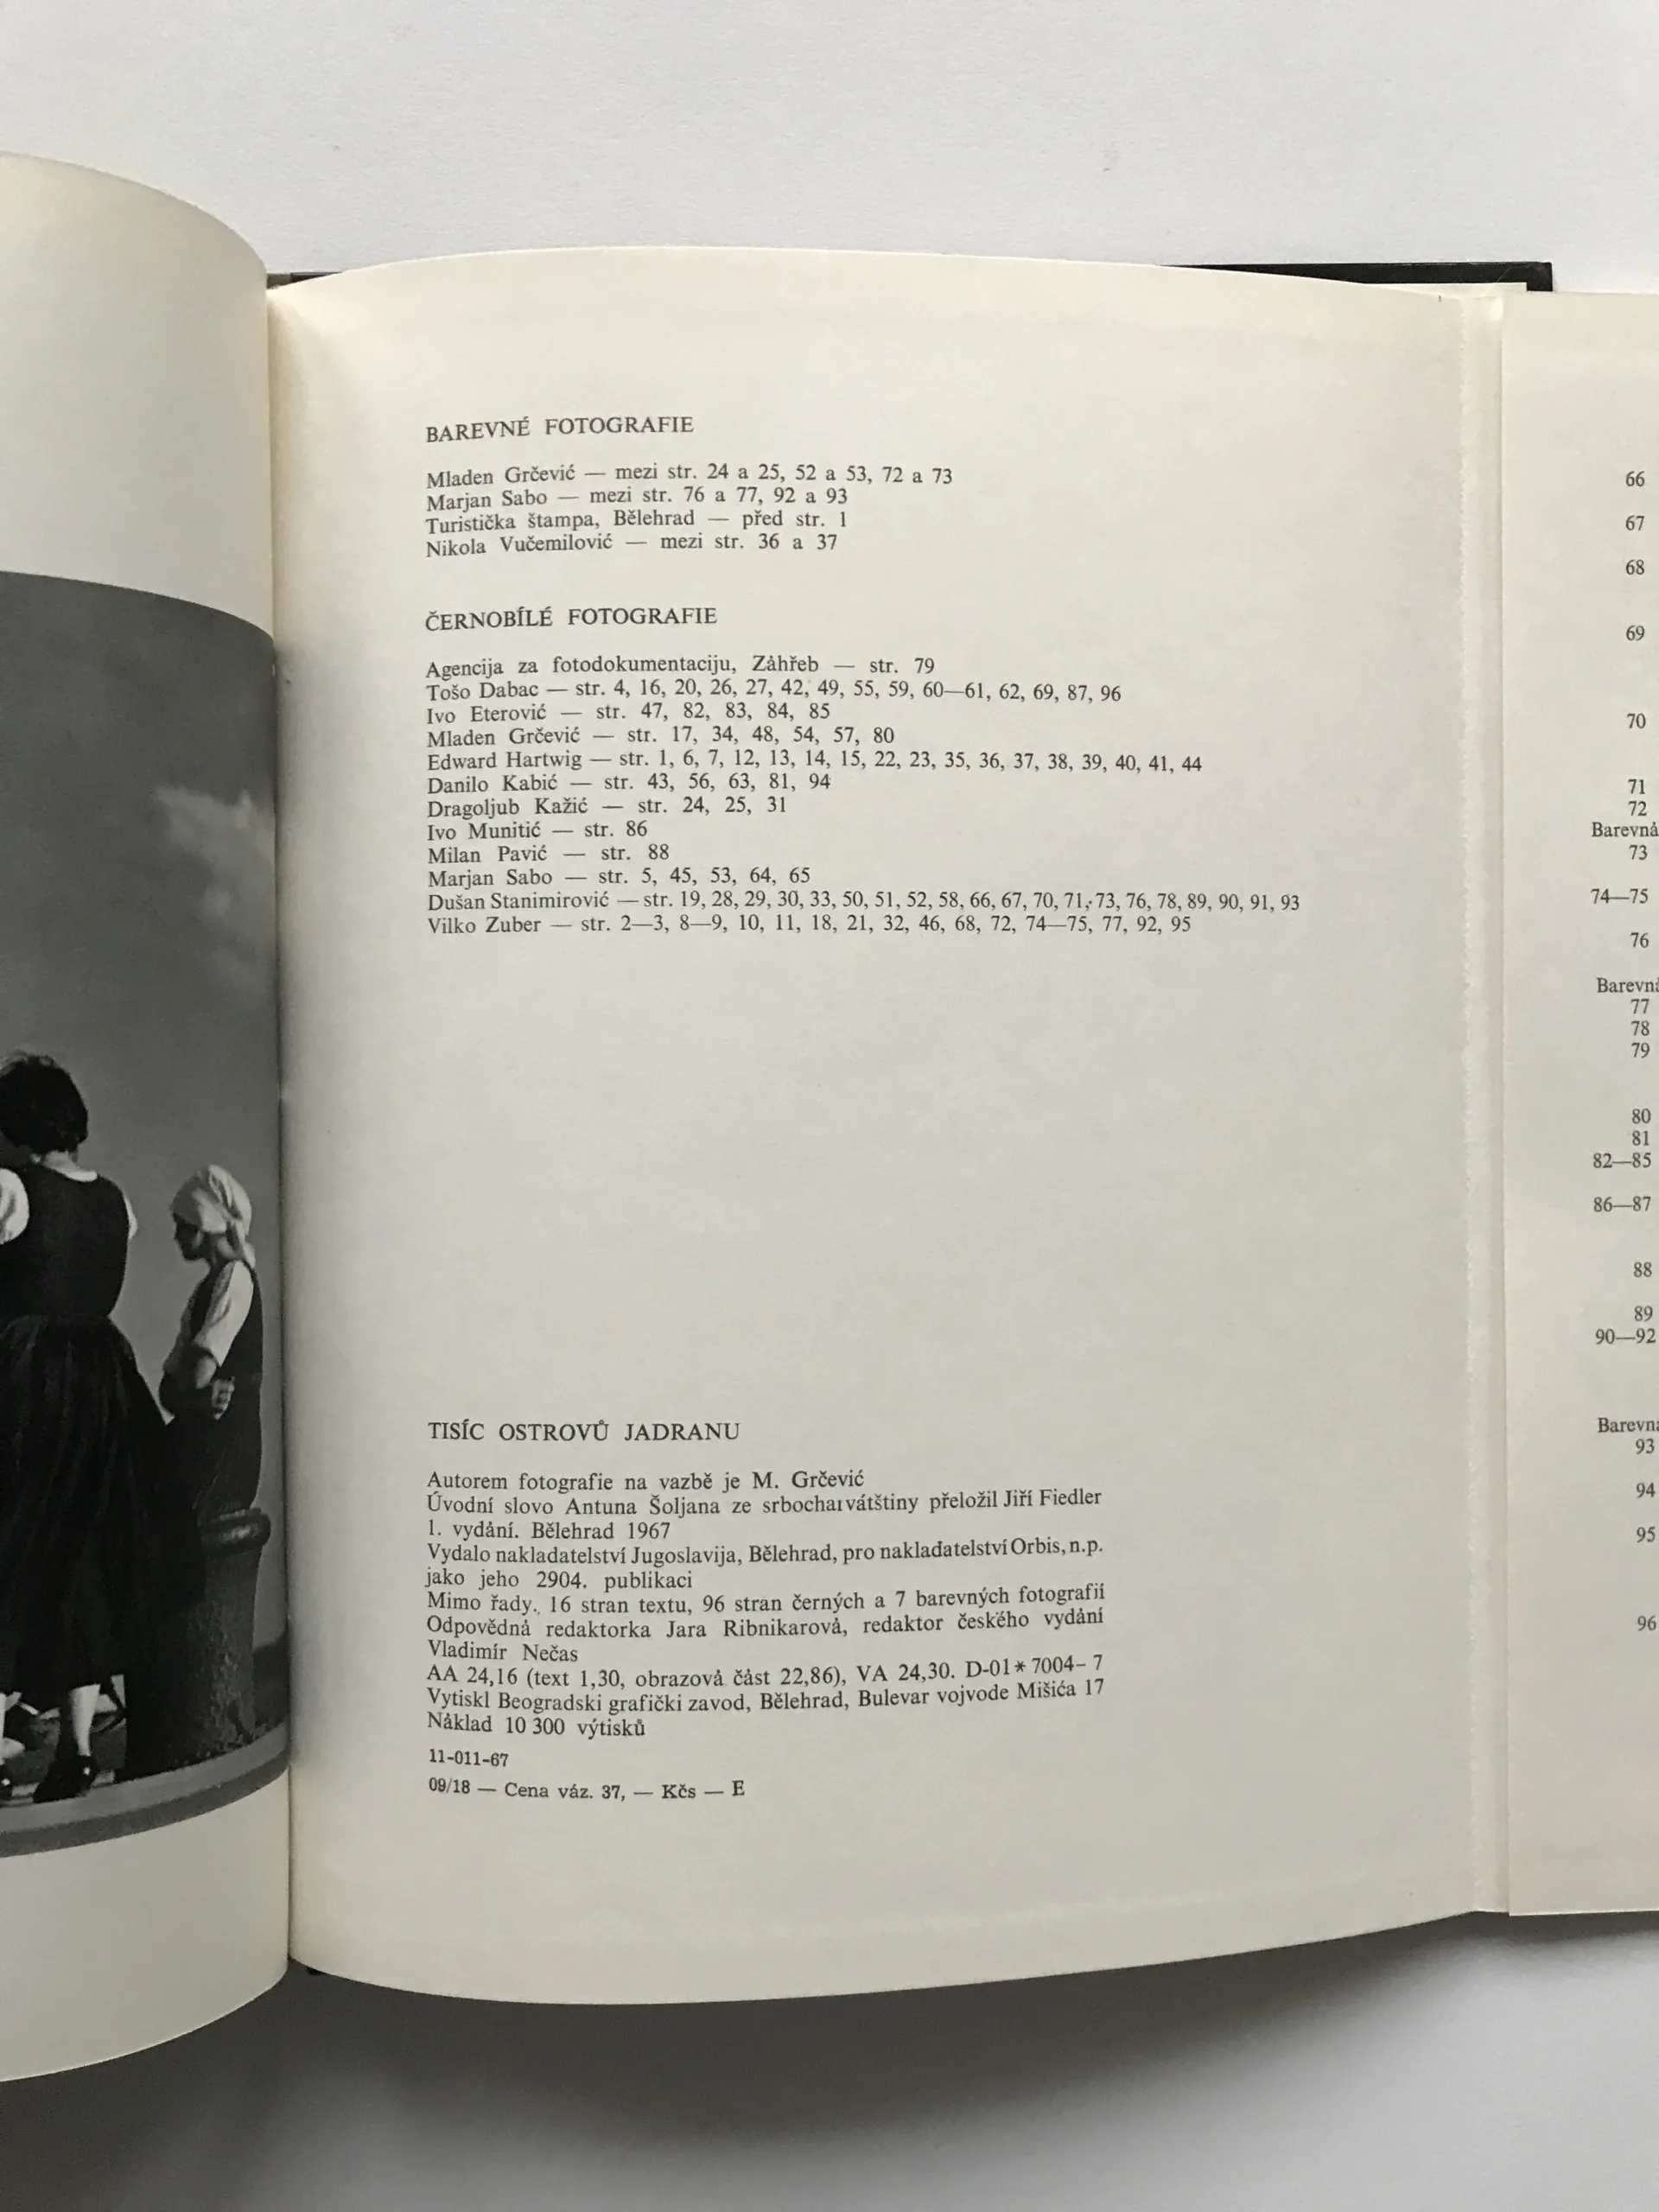 BAREVNÉ FOTOGRAFIE
Mladen Grčević — mezi str. 24 a 25, 52 a 53, 72 a 73
Marjan Sabo — mezi str. 76 a 77, 92 a 93
Turistička štampa, Bělehrad — před str. 1
Nikola Vučemilović — mezi str. 36 a 37
ČERNOBÍLÉ FOTOGRAFIE
Agencija za fotodokumentaciju, Záhřeb — str. 79
Tošo Dabac — str. 4, 16, 20, 26, 27, 42, 49, 55, 59, 60—61, 62, 69, 87, 96
Ivo Eterović — str. 47, 82, 83, 84, 85
Mladen Grčević — str. 17, 34, 48, 54, 57, 80
Edward Hartwig — str. 1, 6, 7, 12, 13, 14, 15, 22, 23, 35, 36, 37, 38, 39, 40, 41, 44
Danilo Kabić — str. 43, 56, 63, 81, 94
Dragoljub Kažić — str. 24, 25, 31
Ivo Munitić — str. 86
Milan Pavić — str. 88
Marjan Sabo — str. 5, 45, 53, 64, 65
Dušan Stanimirović — str. 19, 28, 29, 30, 33, 50, 51, 52, 58, 66, 67, 70, 71, 73, 76, 78, 89, 90, 91, 93
Vilko Zuber — str. 2—3, 8—9, 10, 11, 18, 21, 32, 46, 68, 72, 74—75, 77, 92, 95
TISÍC OSTROVŮ JADRANU
Autorem fotografie na vazbě je M. Grčević
Úvodní slovo Antuna Šoljana ze srbocharvátštiny přeložil Jiří Fiedler
1. vydání. Bělehrad 1967
Vydalo nakladatelství Jugoslavija, Bělehrad, pro nakladatelství Orbis, n.p.
jako jeho 2904. publikaci
Mimo řady. 16 stran textu, 96 stran černých a 7 barevných fotografií
Odpovědná redaktorka Jara Ribnikarová, redaktor českého vydání
Vladimír Nečas
AA 24,16 (text 1,30, obrazová část 22,86), VA 24,30. D-01*7004-7
Vytiskl Beogradski grafički zavod, Bělehrad, Bulevar vojvode Mišića 17
Náklad 10 300 výtisků
11-011-67
09/18 — Cena váz. 37, — Kčs — E
66
67
68
69
70
71
72
Barevná
73
74—75
76
Barevná
77
78
79
80
81
82—85
86—87
88
89
90—92
Barevná
93
94
95
96